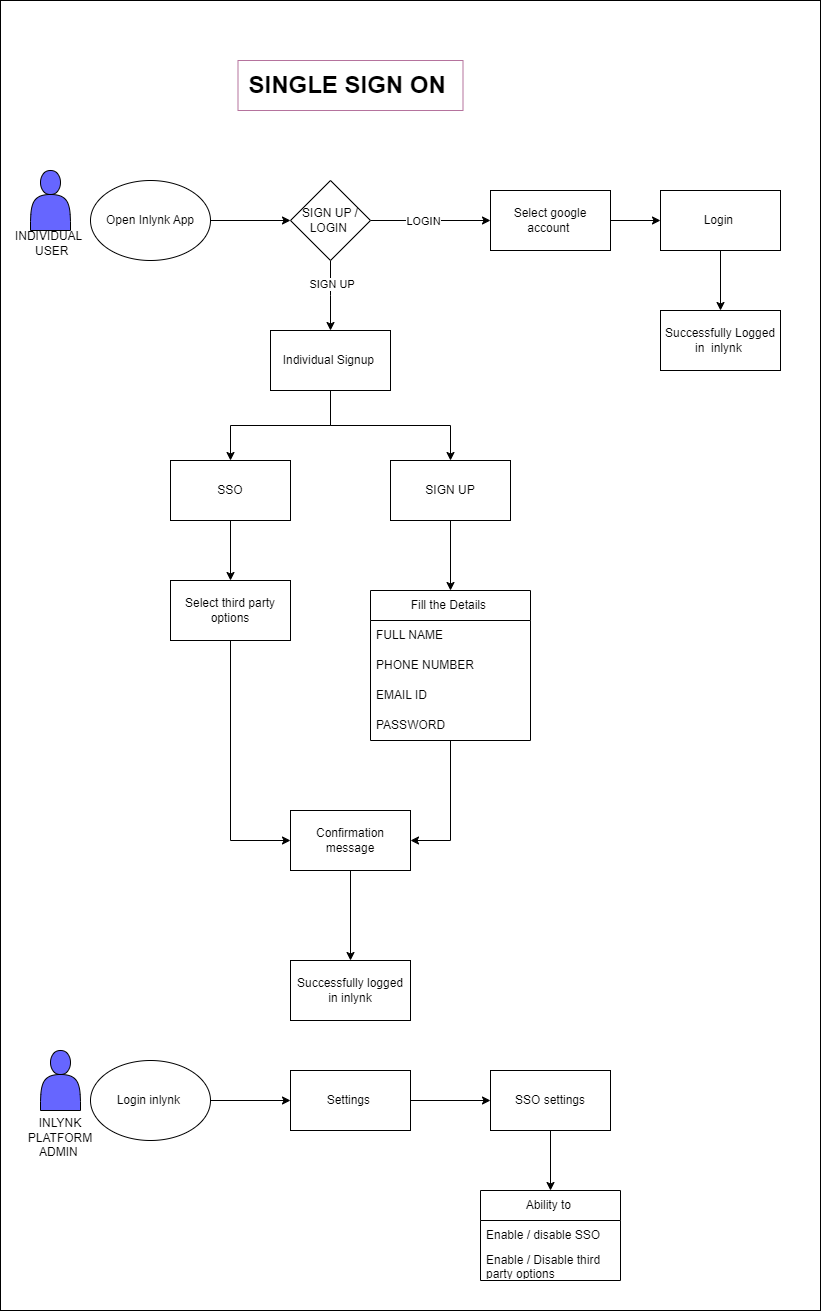 SINGLE SIGN ON
INDIVIDUAL
USER
Open Inlynk App
SIGN UP /
LOGIN
LOGIN
Select google
account
Login
SIGN UP
Successfully Logged
in inlynk
Individual Signup
SSO
SIGN UP
Select third party
options
Fill the Details
FULL NAME
PHONE NUMBER
EMAIL ID
PASSWORD
Confirmation
message
Successfully logged
in inlynk
INLYNK
PLATFORM
ADMIN
Login inlynk
Settings
SSO settings
Ability to
Enable / disable SSO
Enable / Disable third
party options